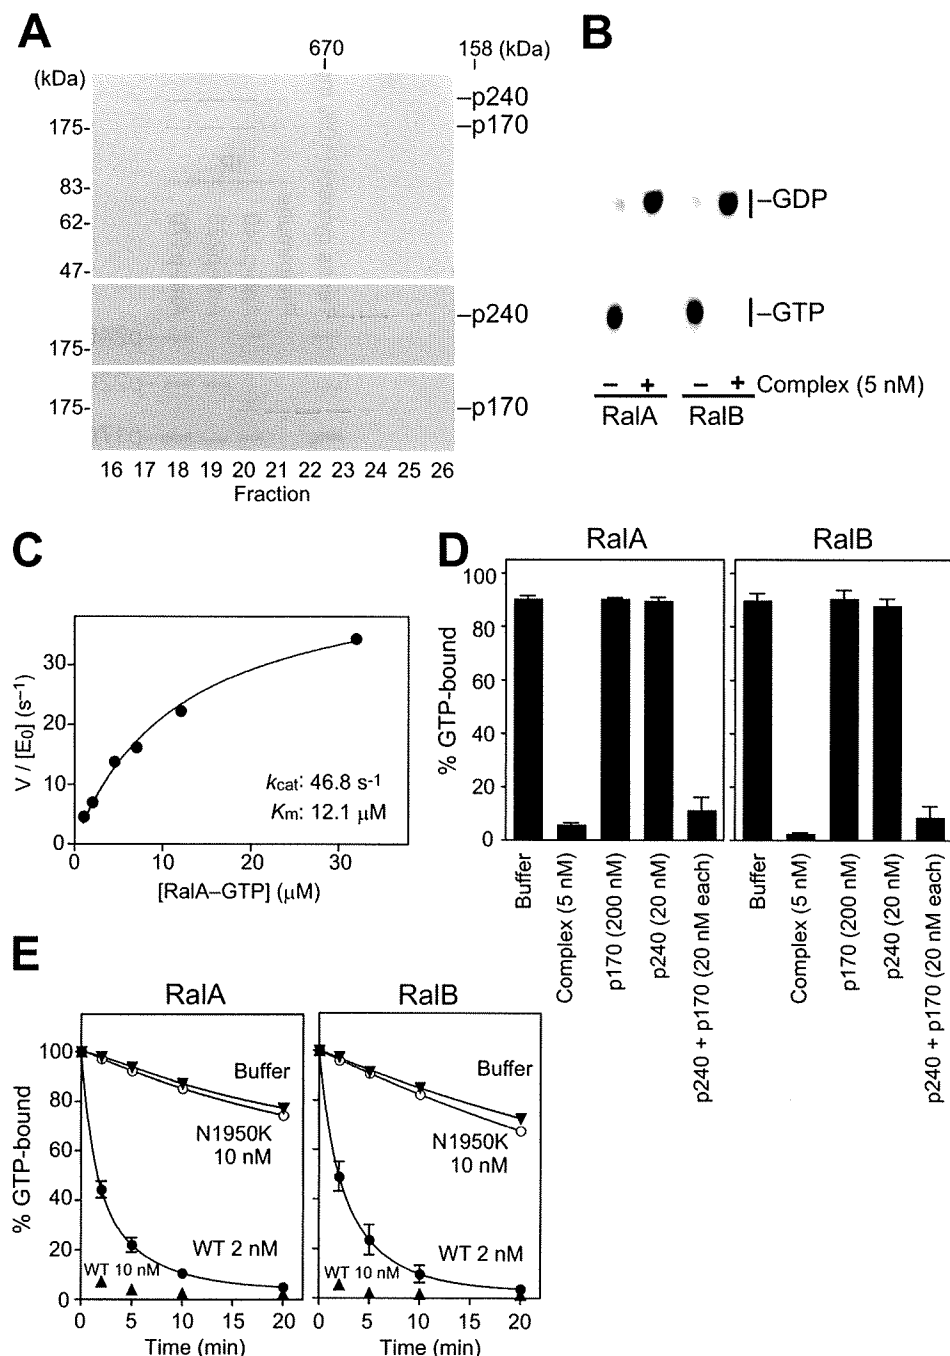 A
670
158 (kDa)
(kDa)
–p240
175-
–p170
83-
62-
47-
–p240
175-
175-
–p170
16 17 18 19 20 21 22 23 24 25 26
Fraction
B
–GDP
–GTP
– + – + Complex (5 nM)
RalA RalB
C
V / [E0] (s–1)
30
20
10
0
kcat: 46.8 s-1
Km: 12.1 μM
0 10 20 30
[RalA–GTP] (μM)
D
RalA
RalB
% GTP-bound
100
80
60
40
20
0
Buffer
Complex (5 nM)
p170 (200 nM)
p240 (20 nM)
p240 + p170 (20 nM each)
Buffer
Complex (5 nM)
p170 (200 nM)
p240 (20 nM)
p240 + p170 (20 nM each)
E
RalA
RalB
% GTP-bound
100
80
60
40
20
0
Buffer
N1950K
10 nM
WT 2 nM
WT 10 nM
0 5 10 15 20
Time (min)
Buffer
N1950K
10 nM
WT 2 nM
WT 10 nM
0 5 10 15 20
Time (min)